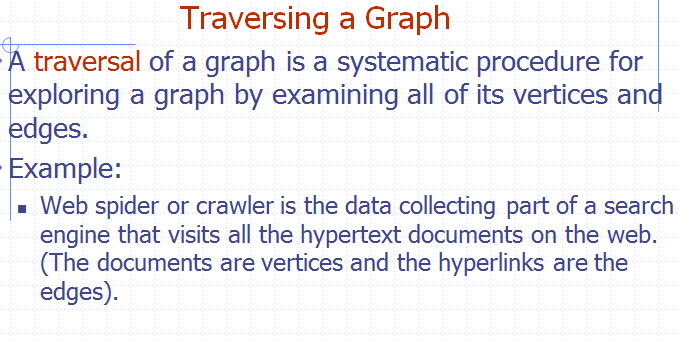 Traversing a Graph
A traversal of a graph is a systematic procedure for
exploring a graph by examining all of its vertices and
edges.
Example:
Web spider or crawler is the data collecting part of a search
engine that visits all the hypertext documents on the web.
(The documents are vertices and the hyperlinks are the
edges).